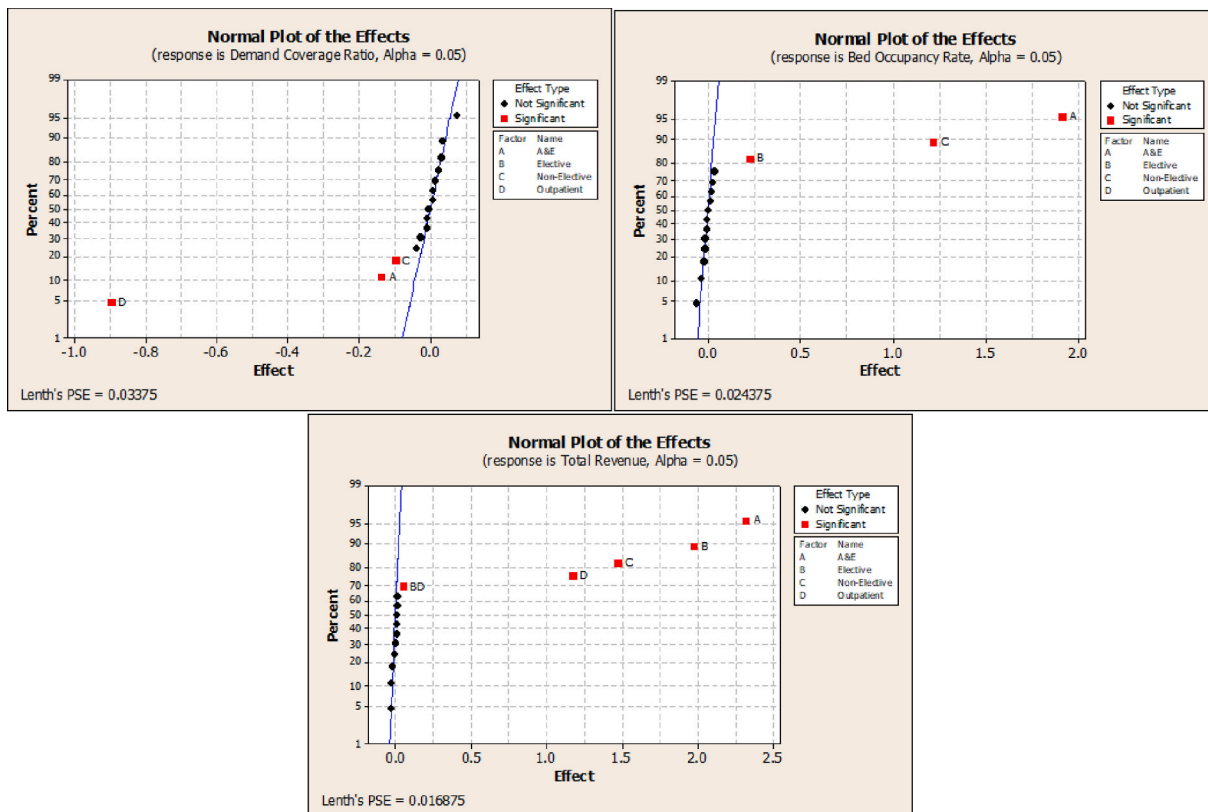 Normal Plot of the Effects
(response is Demand Coverage Ratio, Alpha = 0.05)
99
95
90
80
70
60
50
40
30
20
10
5
1
Percent
C
A
D
-1.0 -0.8 -0.6 -0.4 -0.2 0.0
Effect
Lenth's PSE = 0.03375
Effect Type
Not Significant
Significant
Factor Name
A A&E
B Elective
C Non-Elective
D Outpatient
Normal Plot of the Effects
(response is Bed Occupancy Rate, Alpha = 0.05)
99
95
90
80
70
60
50
40
30
20
10
5
1
Percent
A
C
B
0.0 0.5 1.0 1.5 2.0
Effect
Lenth's PSE = 0.024375
Effect Type
Not Significant
Significant
Factor Name
A A&E
B Elective
C Non-Elective
D Outpatient
Normal Plot of the Effects
(response is Total Revenue, Alpha = 0.05)
99
95
90
80
70
60
50
40
30
20
10
5
1
Percent
A
B
C
D
BD
0.0 0.5 1.0 1.5 2.0 2.5
Effect
Lenth's PSE = 0.016875
Effect Type
Not Significant
Significant
Factor Name
A A&E
B Elective
C Non-Elective
D Outpatient